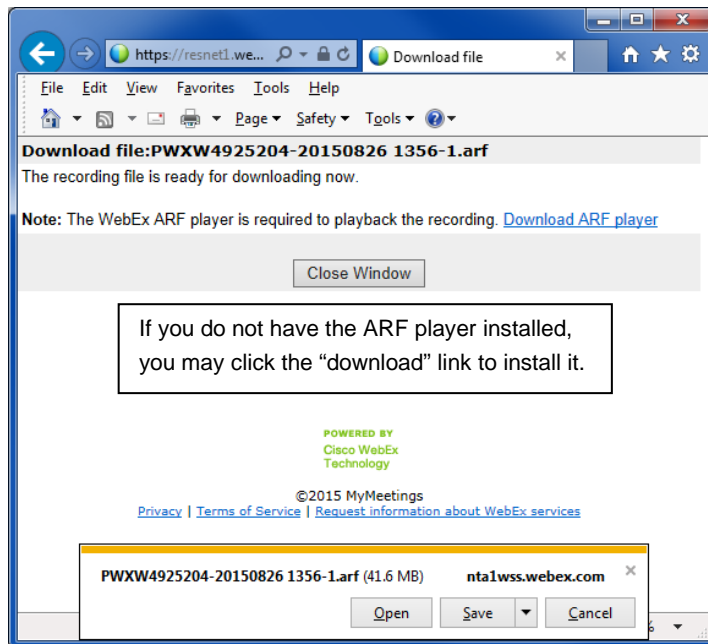 https://resnet1.we...
Download file
File Edit View Favorites Tools Help
Page Safety Tools
Download file:PWXW4925204-20150826 1356-1.arf
The recording file is ready for downloading now.
Note: The WebEx ARF player is required to playback the recording. Download ARF player
Close Window
If you do not have the ARF player installed,
you may click the “download” link to install it.
POWERED BY
Cisco WebEx
Technology
©2015 MyMeetings
Privacy | Terms of Service | Request information about WebEx services
PWXW4925204-20150826 1356-1.arf (41.6 MB) nta1wss.webex.com
Open Save Cancel